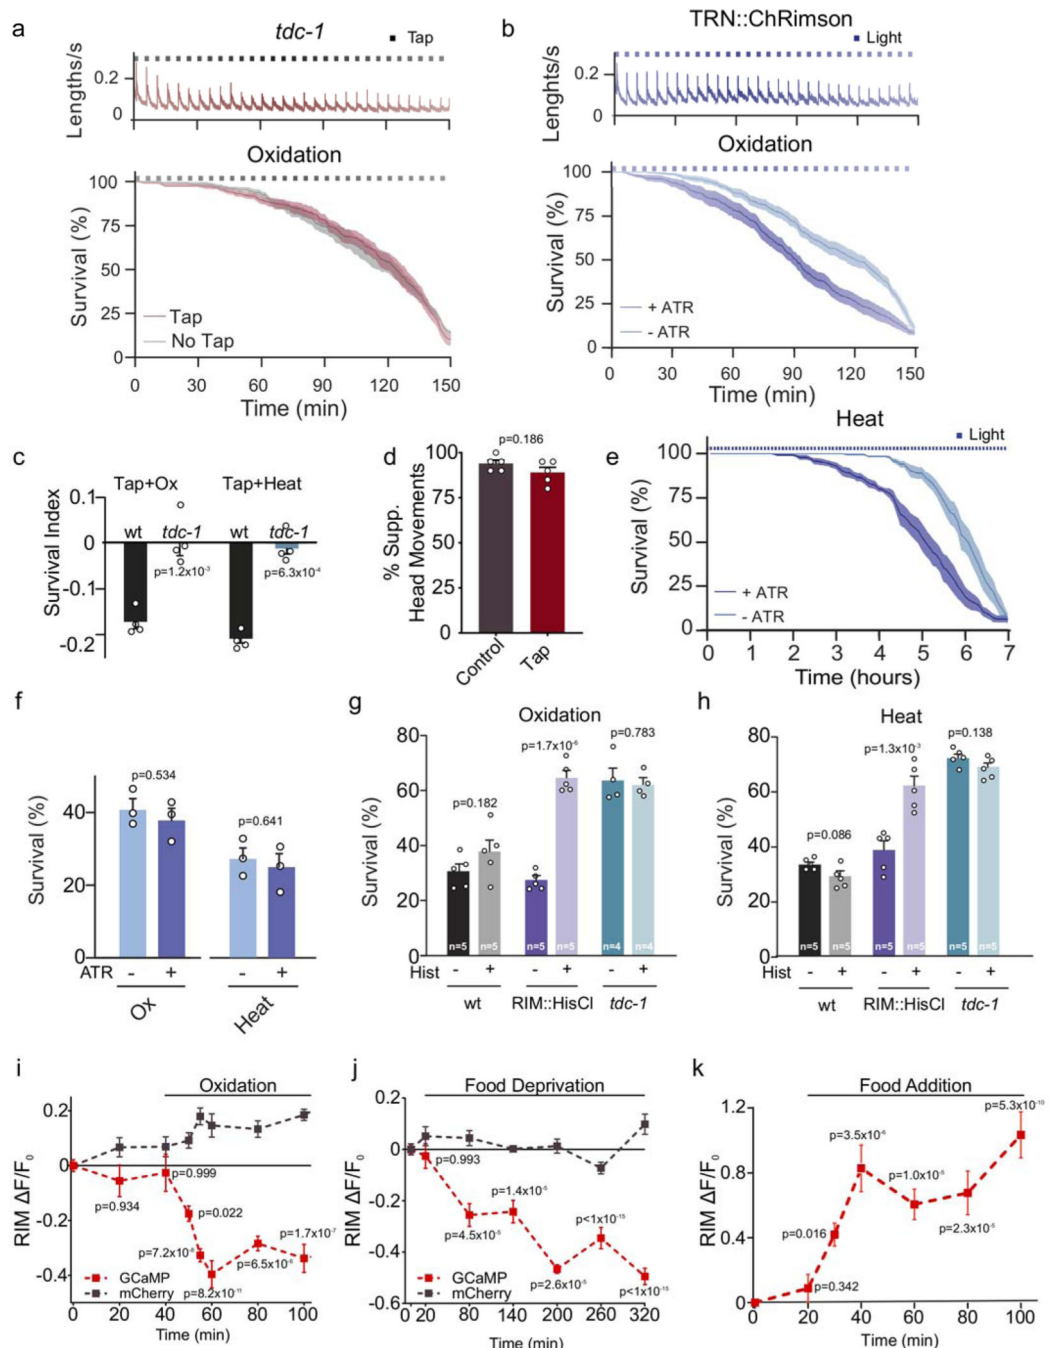 a
tdc-1
Tap
Lengths/s
0.2
0
Oxidation
Survival (%)
100
75
50
25
0
Tap
No Tap
0 30 60 90 120 150
Time (min)
b
TRN::ChRimson
Light
Lenghts/s
0.2
0
Oxidation
Survival (%)
100
75
50
25
0
+ ATR
- ATR
0 30 60 90 120 150
Time (min)
c
Tap+Ox Tap+Heat
Survival Index
0.1
0
-0.1
-0.2
wt tdc-1 wt tdc-1
p=1.2x10⁻³ p=6.3x10⁻⁴
d
p=0.186
% Supp.
Head Movements
100
75
50
25
0
Control Tap
e
Heat
Light
Survival (%)
100
75
50
25
0
+ ATR
- ATR
0 1 2 3 4 5 6 7
Time (hours)
f
p=0.534
p=0.641
Survival (%)
40
20
0
ATR - + - +
Ox Heat
g
Oxidation
Survival (%)
80
60
40
20
0
p=0.182
p=1.7x10⁻⁶
p=0.783
n=5 n=5 n=5 n=5 n=4 n=4
Hist - + - + - +
wt RIM::HisCl tdc-1
h
Heat
Survival (%)
80
60
40
20
0
p=0.086
p=1.3x10⁻³
p=0.138
n=5 n=5 n=5 n=5 n=5 n=5
Hist - + - + - +
wt RIM::HisCl tdc-1
i
Oxidation
RIM ΔF/F₀
0.2
0
-0.2
-0.4
p=0.934
p=0.999
p=0.022
p=7.2x10⁻⁸
p=8.2x10⁻¹¹
p=6.5x10⁻⁶
p=1.7x10⁻⁷
GCaMP
mCherry
0 20 40 60 80 100
Time (min)
j
Food Deprivation
RIM ΔF/F₀
0.2
0.0
-0.2
-0.4
-0.6
p=0.993
p=4.5x10⁻⁵
p=1.4x10⁻⁵
p=2.6x10⁻⁵
p<1x10⁻¹⁵
p<1x10⁻¹⁵
GCaMP
mCherry
0 20 80 140 200 260 320
Time (min)
k
Food Addition
RIM ΔF/F₀
1.2
0.8
0.4
0
p=0.342
p=0.016
p=3.5x10⁻⁶
p=1.0x10⁻⁵
p=2.3x10⁻⁵
p=5.3x10⁻¹⁰
0 20 40 60 80 100
Time (min)